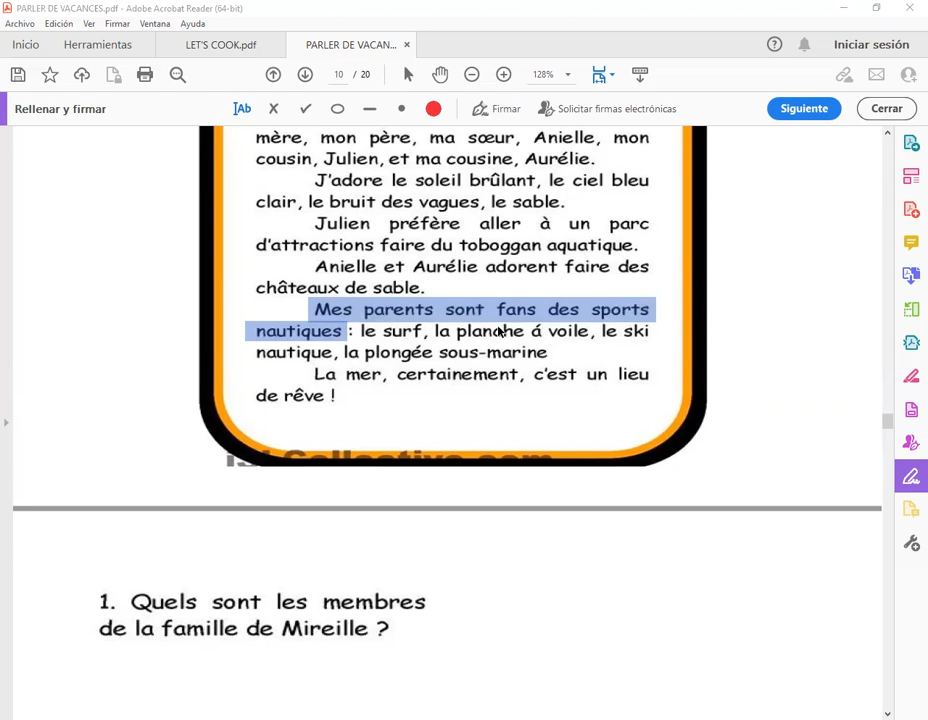 PARLER DE VACANCES.pdf - Adobe Acrobat Reader (64-bit)
Archivo Edición Ver Firmar Ventana Ayuda
Inicio Herramientas LET'S COOK.pdf PARLER DE VACAN... × Iniciar sesión
10 / 20 128%
Rellenar y firmar Ab Firmar Solicitar firmas electrónicas Siguiente Cerrar
mère, mon père, ma sœur, Anielle, mon
cousin, Julien, et ma cousine, Aurélie.
J'adore le soleil brûlant, le ciel bleu
clair, le bruit des vagues, le sable.
Julien préfère aller à un parc
d'attractions faire du toboggan aquatique.
Anielle et Aurélie adorent faire des
châteaux de sable.
Mes parents sont fans des sports
nautiques : le surf, la planche á voile, le ski
nautique, la plongée sous-marine
La mer, certainement, c'est un lieu
de rêve !
islCollective.com
1. Quels sont les membres
de la famille de Mireille ?